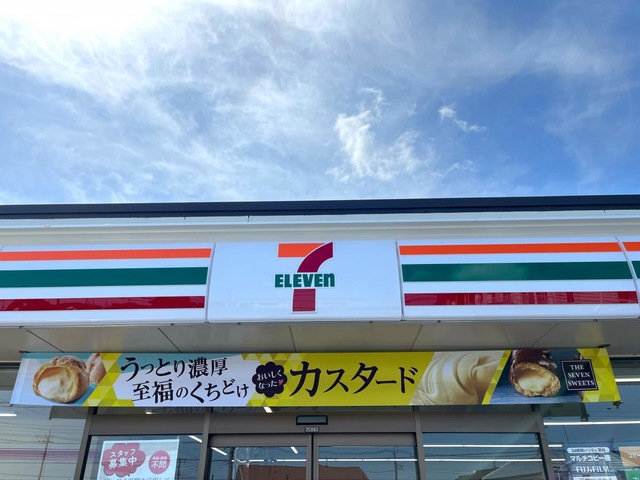 7
ELEVEn
うっとり濃厚
至福のくちどけ
おいしく
なった
カスタード
THE
SEVEN
SWEETS
スタッフ
募集中
不問
マルチコピー機
FUJIFILM